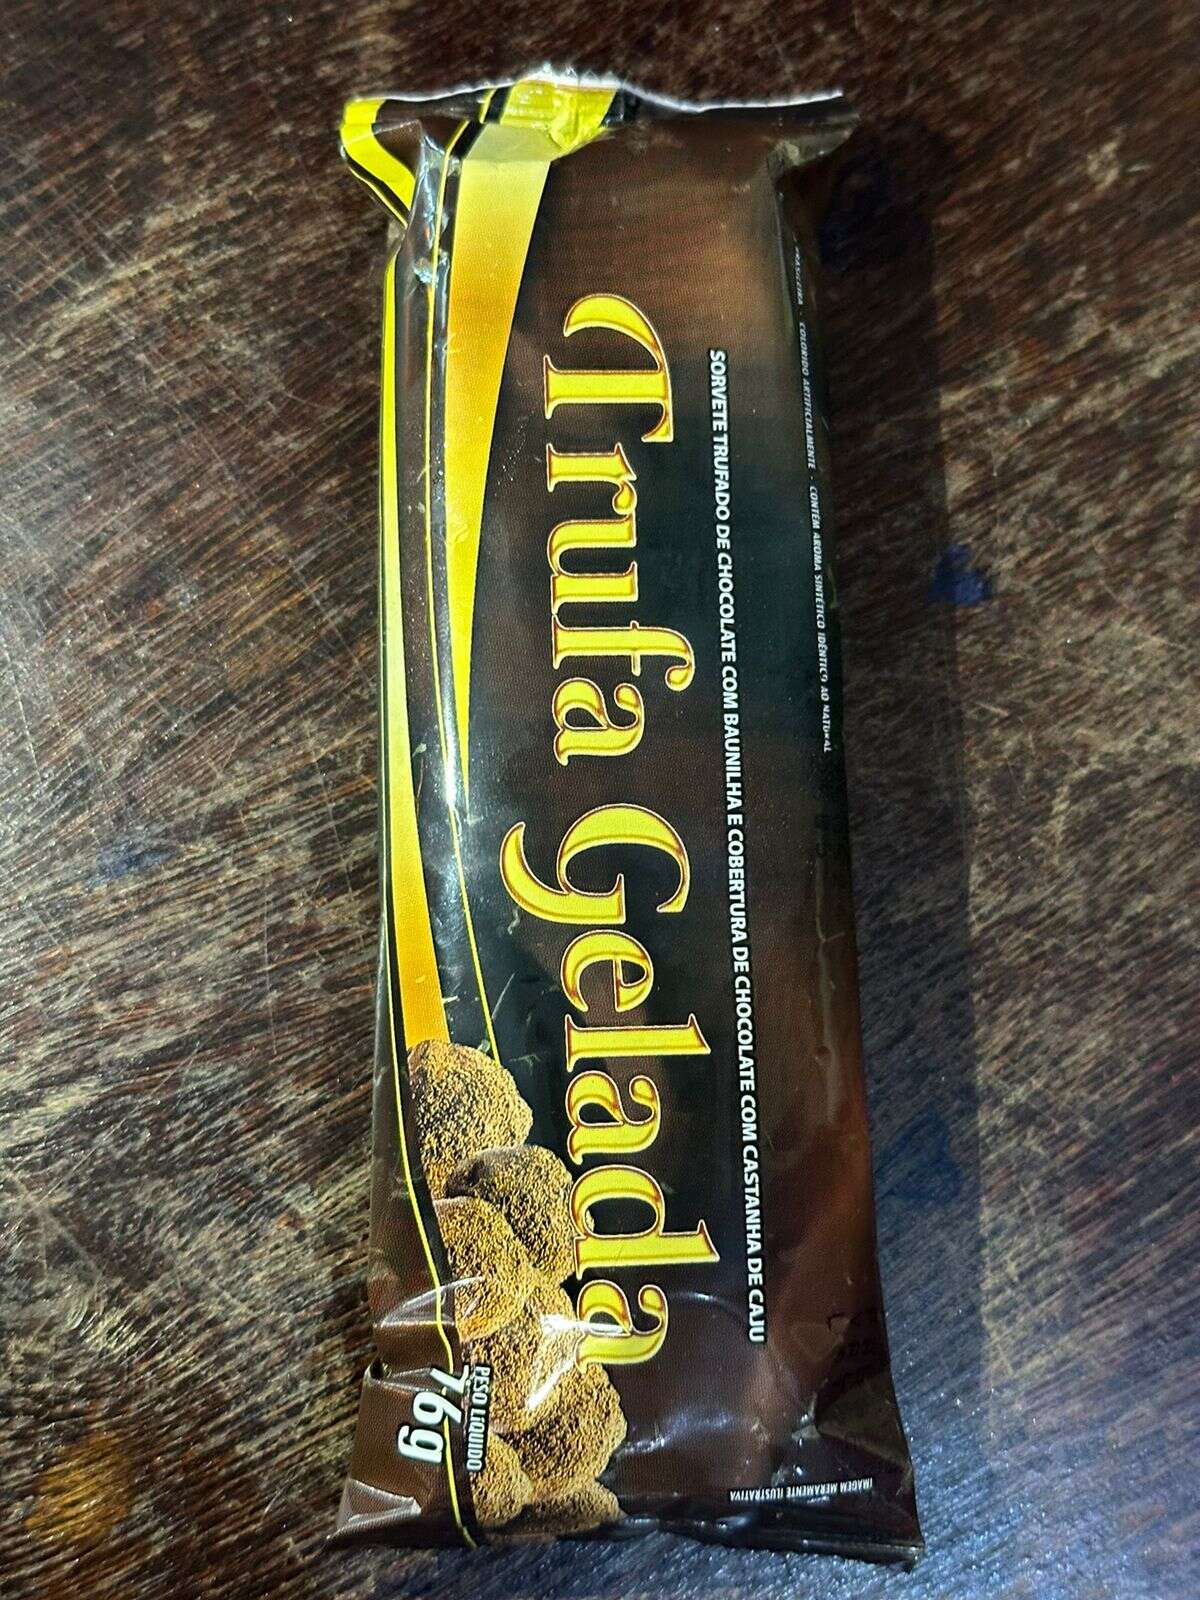 BRASILEIRA · COLORIDO ARTIFICIALMENTE · CONTÉM AROMA SINTÉTICO IDÊNTICO AO NATURAL
SORVETE TRUFADO DE CHOCOLATE COM BAUNILHA E COBERTURA DE CHOCOLATE COM CASTANHA DE CAJU
Trufa Gelada
PESO LÍQUIDO
76g
IMAGEM MERAMENTE ILUSTRATIVA